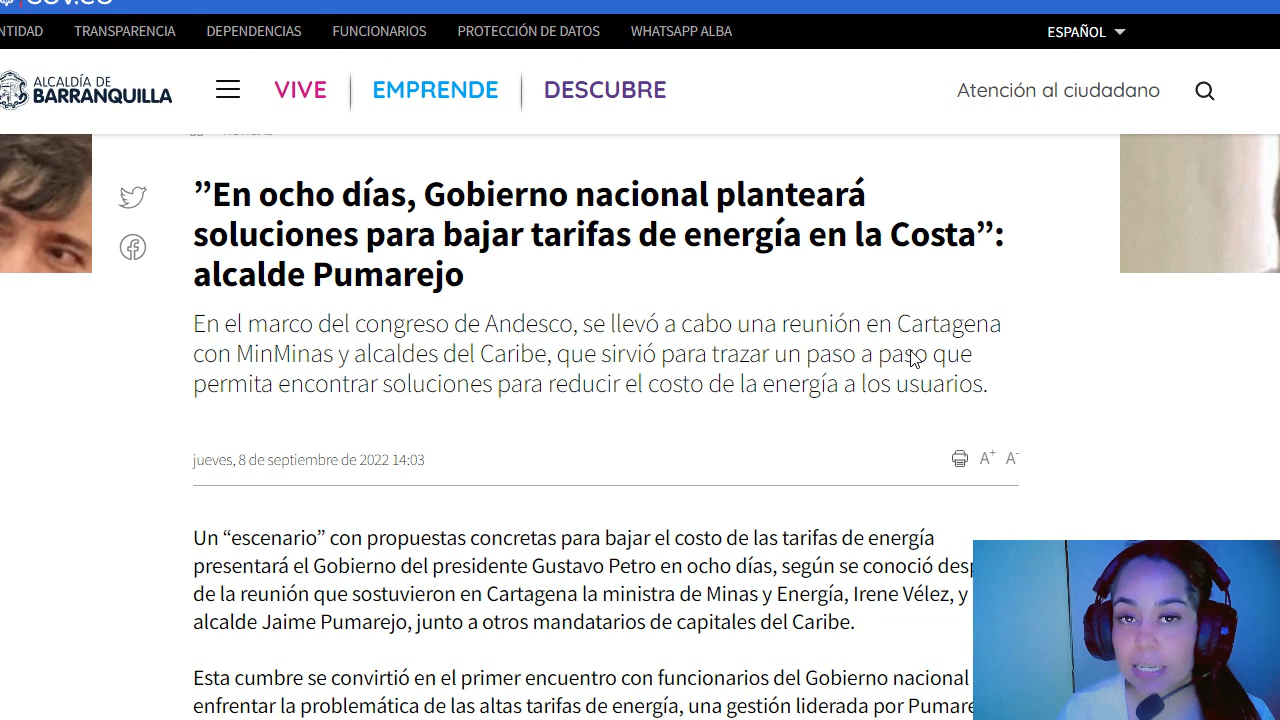 GOV.CO
TRANSPARENCIA DEPENDENCIAS FUNCIONARIOS PROTECCIÓN DE DATOS WHATSAPP ALBA ESPAÑOL
ALCALDÍA DE
BARRANQUILLA
VIVE EMPRENDE DESCUBRE Atención al ciudadano
”En ocho días, Gobierno nacional planteará
soluciones para bajar tarifas de energía en la Costa”:
alcalde Pumarejo
En el marco del congreso de Andesco, se llevó a cabo una reunión en Cartagena
con MinMinas y alcaldes del Caribe, que sirvió para trazar un paso a paso que
permita encontrar soluciones para reducir el costo de la energía a los usuarios.
jueves, 8 de septiembre de 2022 14:03 A+ A-
Un “escenario” con propuestas concretas para bajar el costo de las tarifas de energía
presentará el Gobierno del presidente Gustavo Petro en ocho días, según se conoció
de la reunión que sostuvieron en Cartagena la ministra de Minas y Energía, Irene Vélez, y
alcalde Jaime Pumarejo, junto a otros mandatarios de capitales del Caribe.
Esta cumbre se convirtió en el primer encuentro con funcionarios del Gobierno nacional
enfrentar la problemática de las altas tarifas de energía, una gestión liderada por